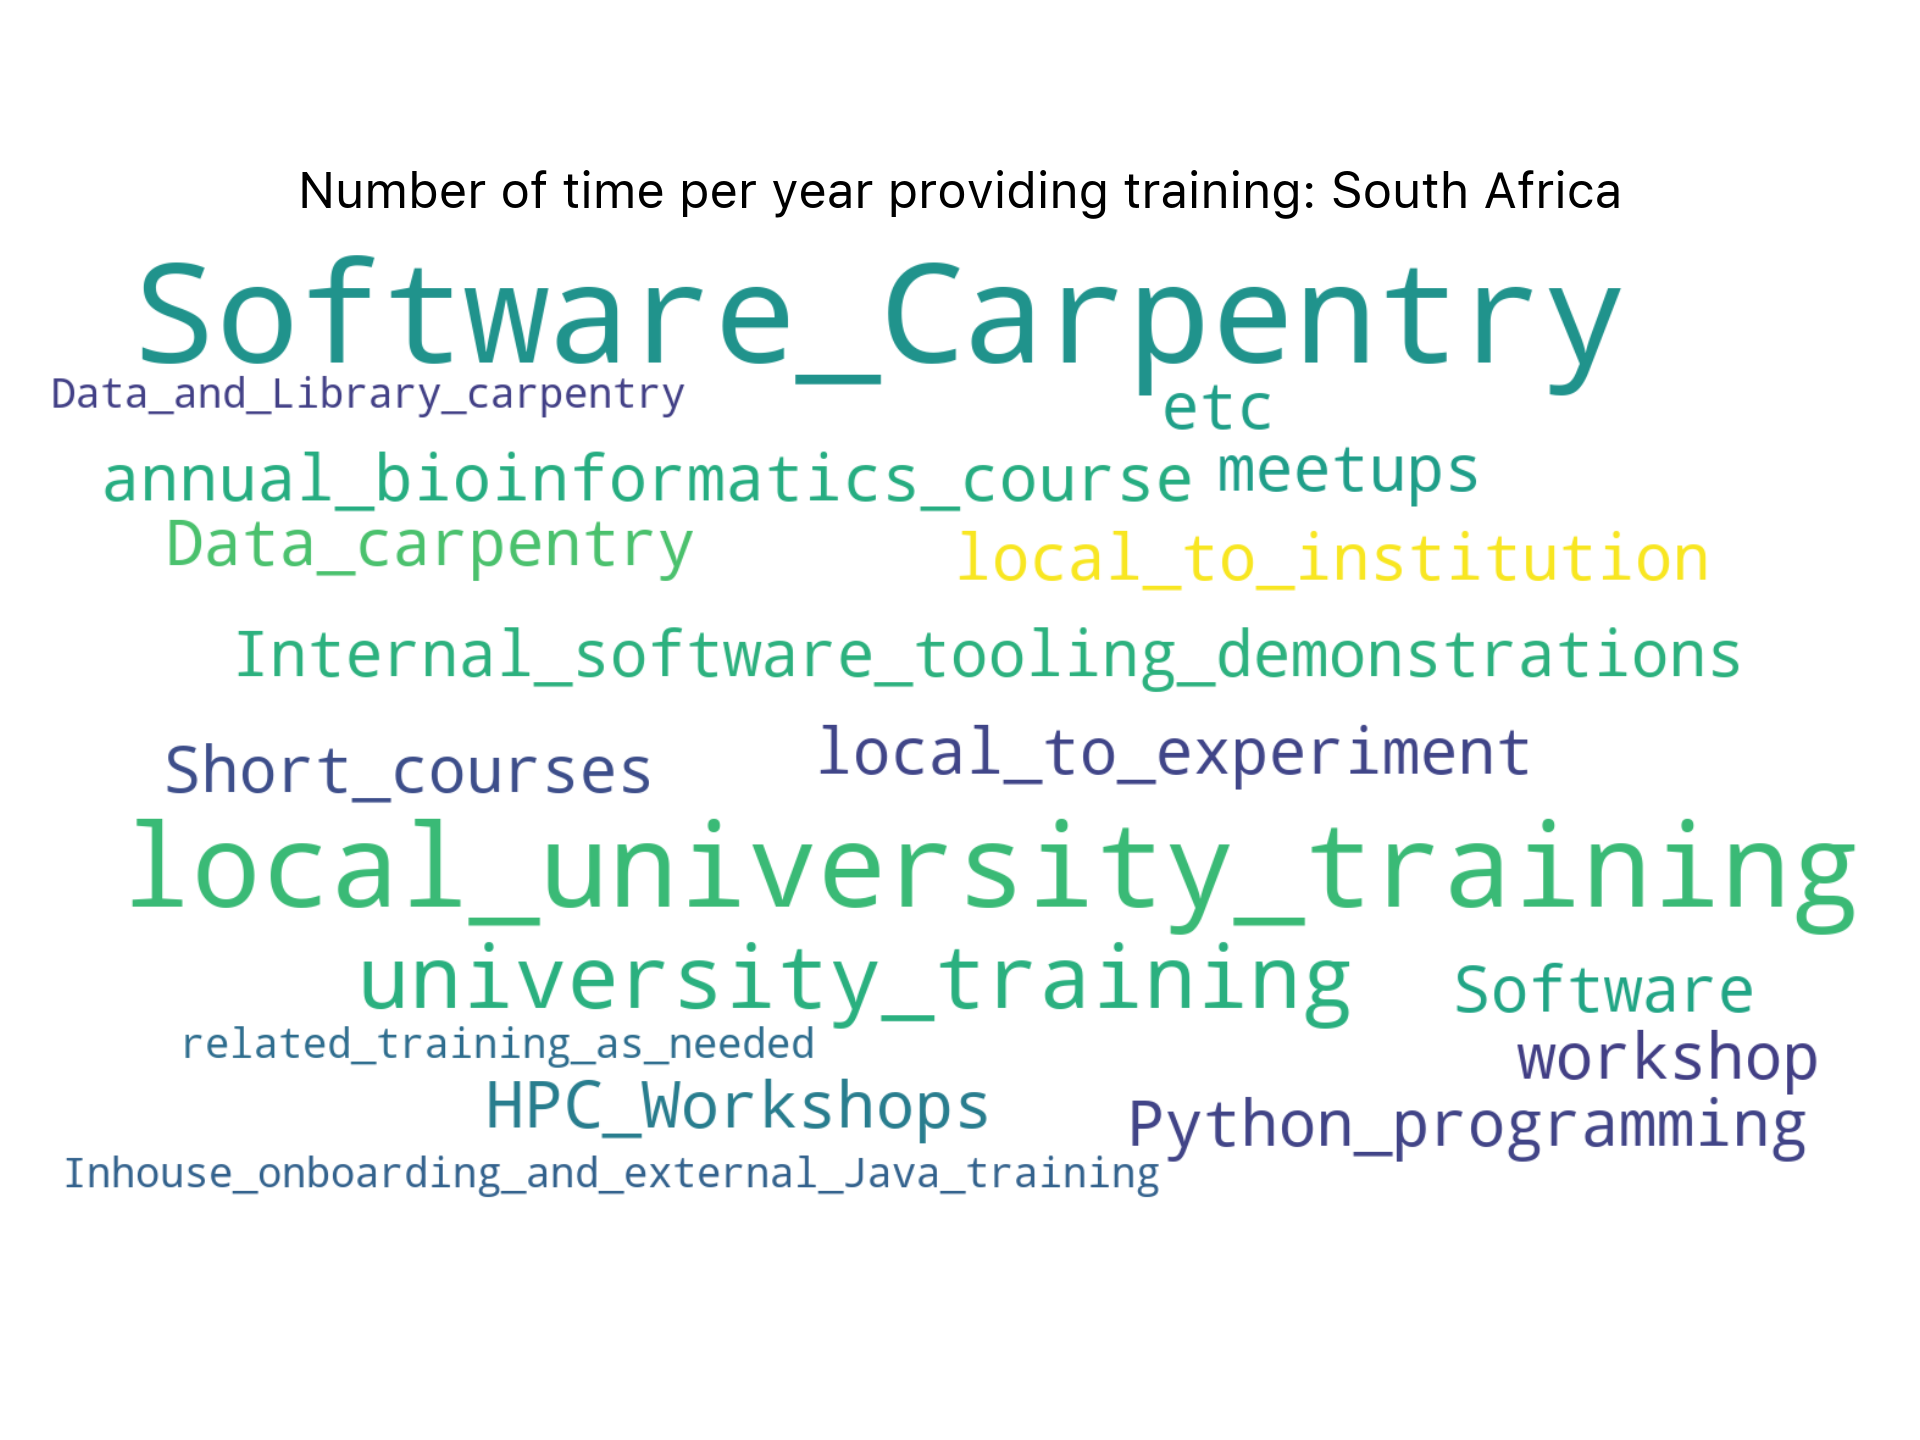 Number of time per year providing training: South Africa
Software_Carpentry
Data_and_Library_carpentry
etc
annual_bioinformatics_course
meetups
Data_carpentry
local_to_institution
Internal_software_tooling_demonstrations
Short_courses
local_to_experiment
local_university_training
university_training
Software
related_training_as_needed
workshop
HPC_Workshops
Python_programming
Inhouse_onboarding_and_external_Java_training